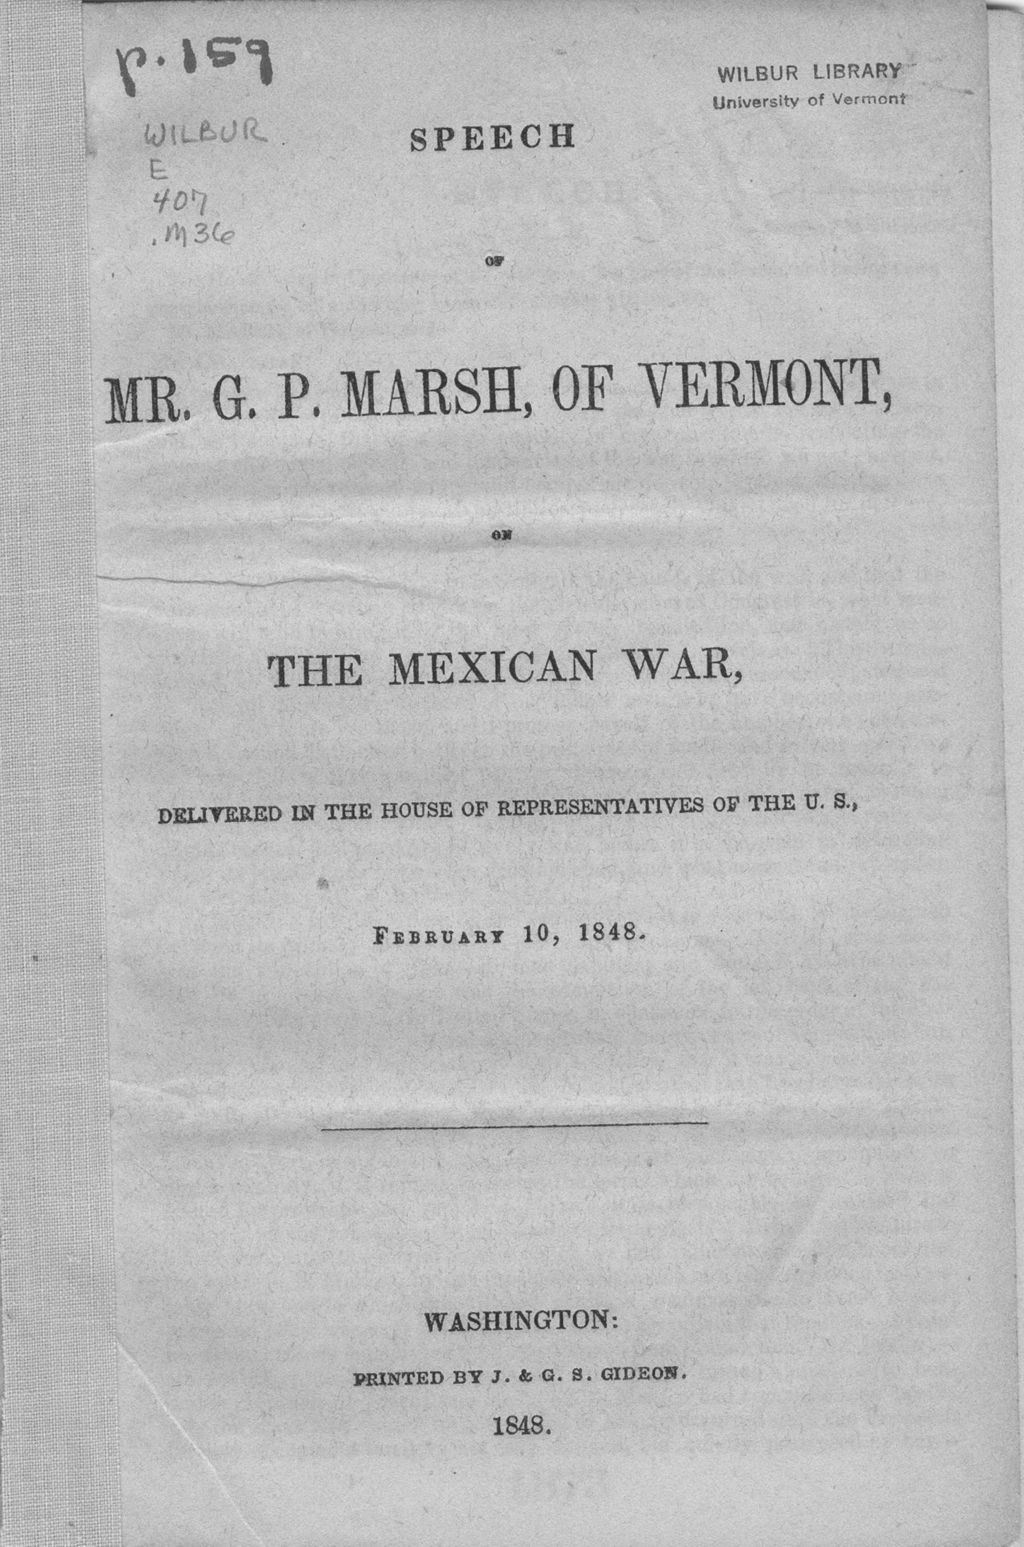 p. 159
WILBUR LIBRARY
University of Vermont
WILBUR
E
407
.M36
SPEECH
OF
MR. G. P. MARSH, OF VERMONT,
ON
THE MEXICAN WAR,
DELIVERED IN THE HOUSE OF REPRESENTATIVES OF THE U. S.,
FEBRUARY 10, 1848.
WASHINGTON:
PRINTED BY J. & G. S. GIDEON.
1848.